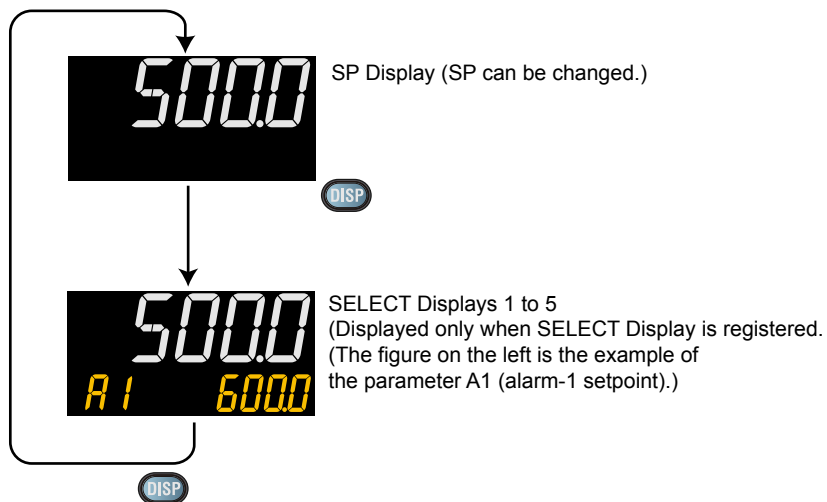 500.0
SP Display (SP can be changed.)
DISP
500.0
A1 600.0
SELECT Displays 1 to 5
(Displayed only when SELECT Display is registered.
(The figure on the left is the example of
the parameter A1 (alarm-1 setpoint).)
DISP